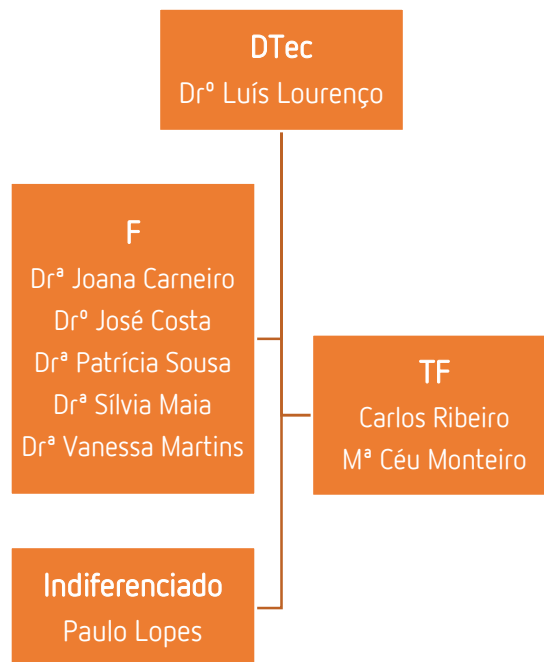 DTec
Drº Luís Lourenço
F
Drª Joana Carneiro
Drº José Costa
Drª Patrícia Sousa
Drª Sílvia Maia
Drª Vanessa Martins
TF
Carlos Ribeiro
Mª Céu Monteiro
Indiferenciado
Paulo Lopes